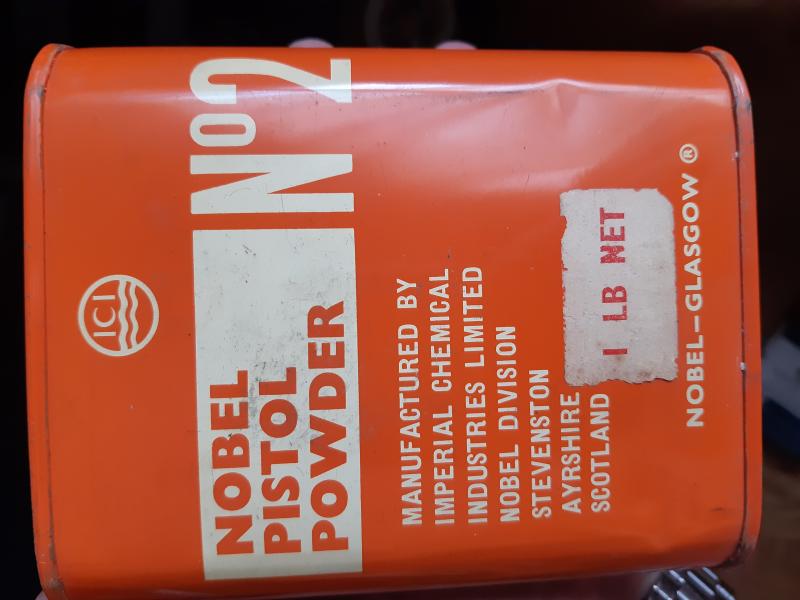 ICI
NOBEL
PISTOL
POWDER
Nº2
MANUFACTURED BY
IMPERIAL CHEMICAL
INDUSTRIES LIMITED
NOBEL DIVISION
STEVENSTON
AYRSHIRE
SCOTLAND
1 LB NET
NOBEL–GLASGOW ®